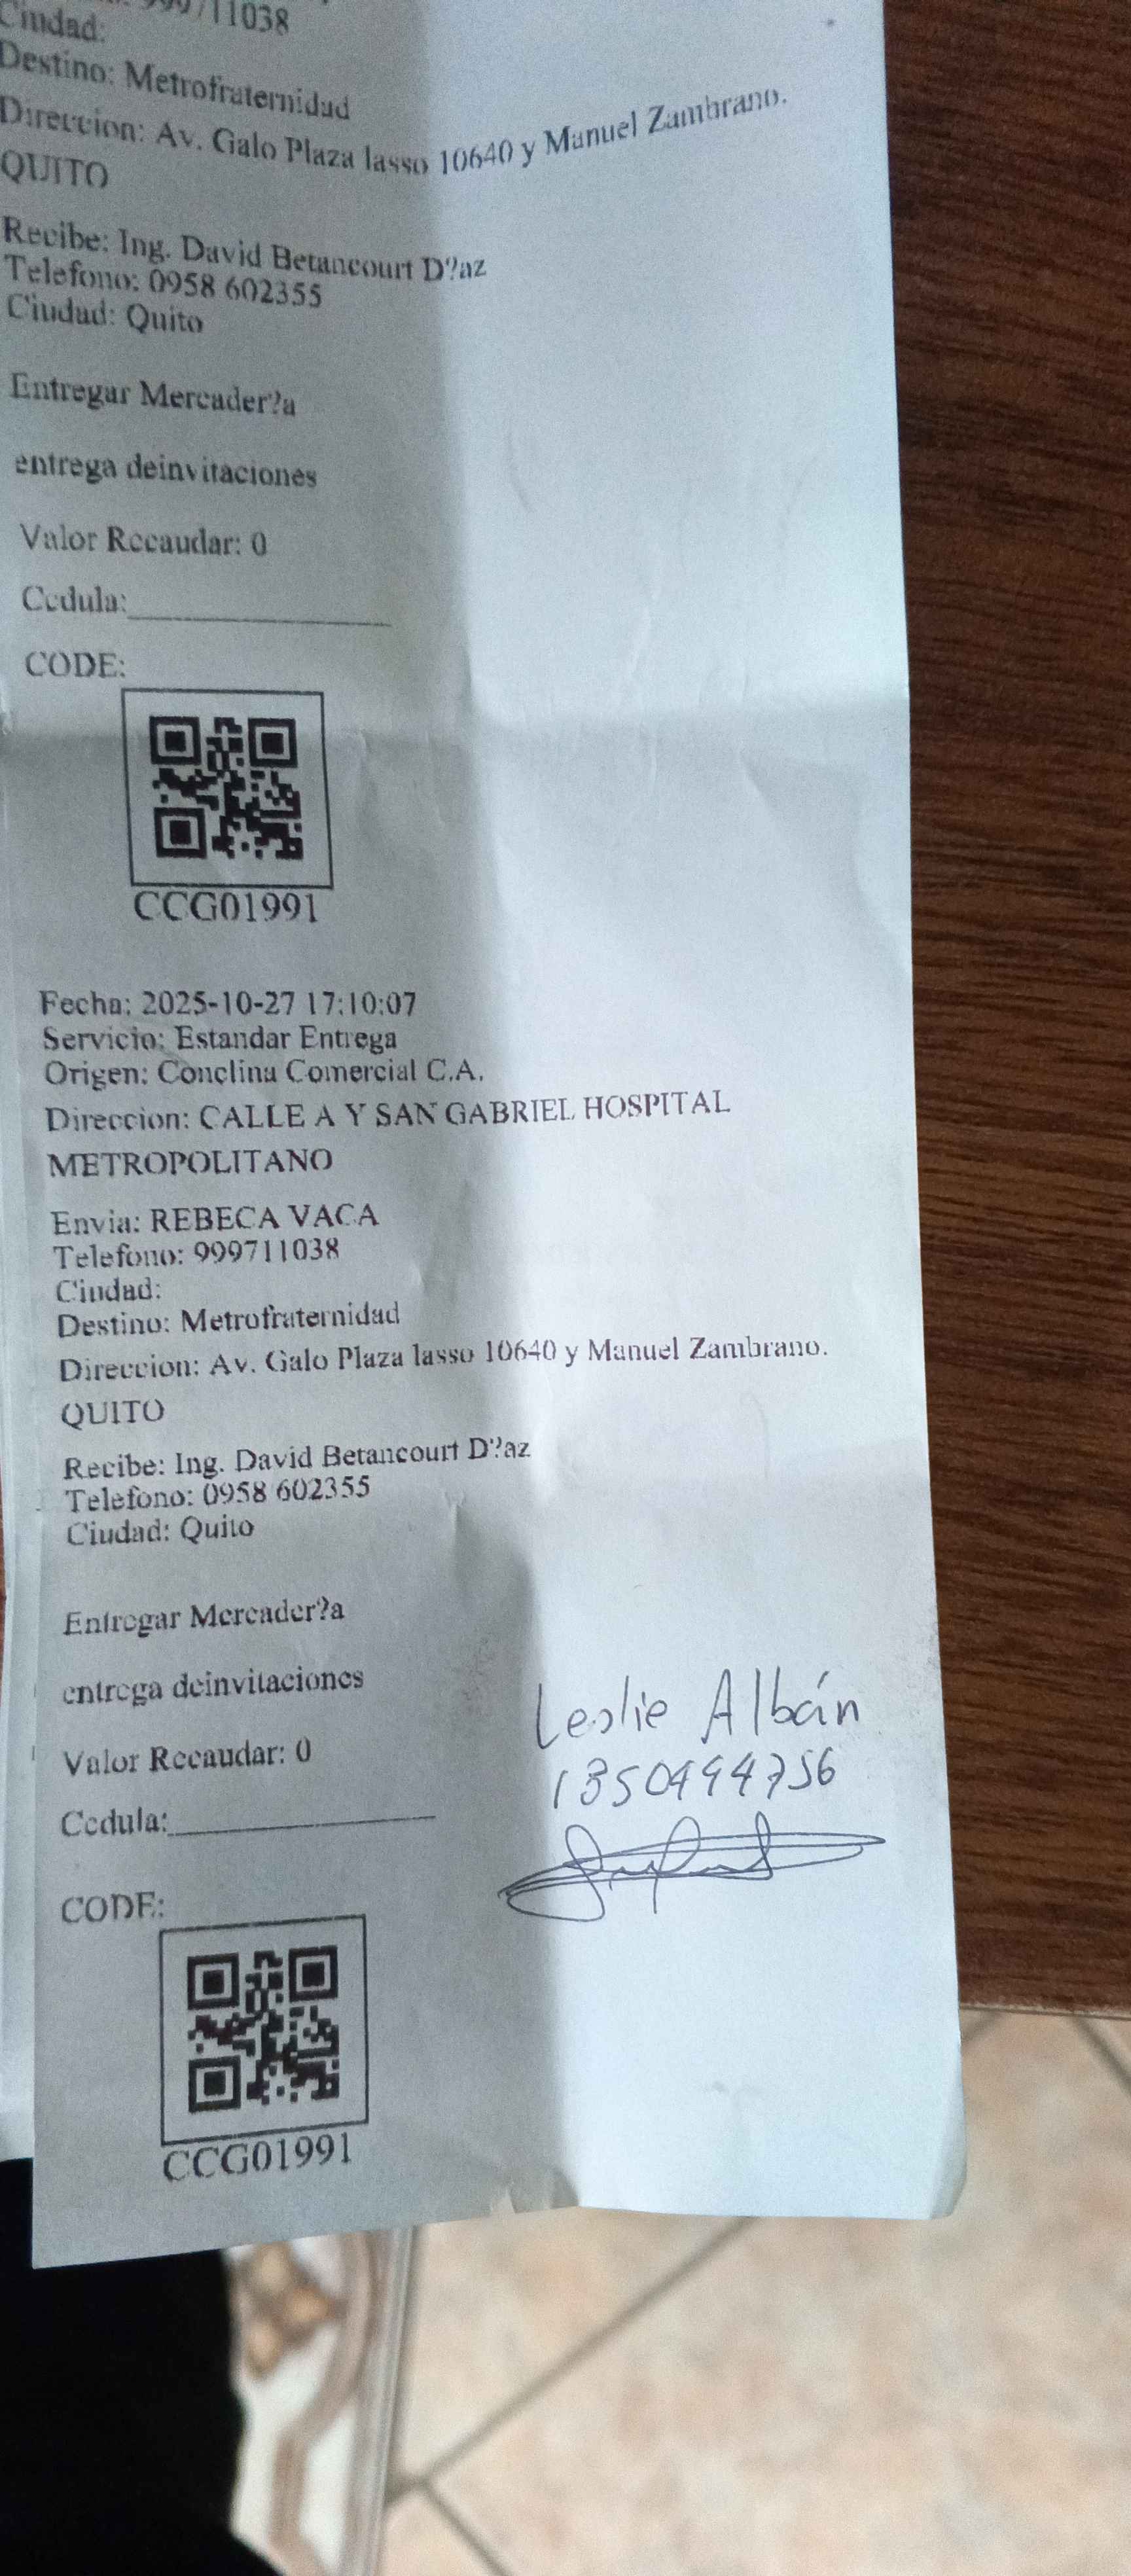 999711038
Ciudad:
Destino: Metrofraternidad
Direccion: Av. Galo Plaza lasso 10640 y Manuel Zambrano.
QUITO
Recibe: Ing. David Betancourt D?az
Telefono: 0958 602355
Ciudad: Quito
Entregar Mercader?a
entrega deinvitaciones
Valor Recaudar: 0
Cedula:
CODE:
CCG01991
Fecha: 2025-10-27 17:10:07
Servicio: Estandar Entrega
Origen: Conclina Comercial C.A.
Direccion: CALLE A Y SAN GABRIEL HOSPITAL
METROPOLITANO
Envia: REBECA VACA
Telefono: 999711038
Ciudad:
Destino: Metrofraternidad
Direccion: Av. Galo Plaza lasso 10640 y Manuel Zambrano.
QUITO
Recibe: Ing. David Betancourt D?az
Telefono: 0958 602355
Ciudad: Quito
Entregar Mercader?a
entrega deinvitaciones
Leslie Albán
Valor Recaudar: 0
1350494756
Cedula:
CODE:
CCG01991